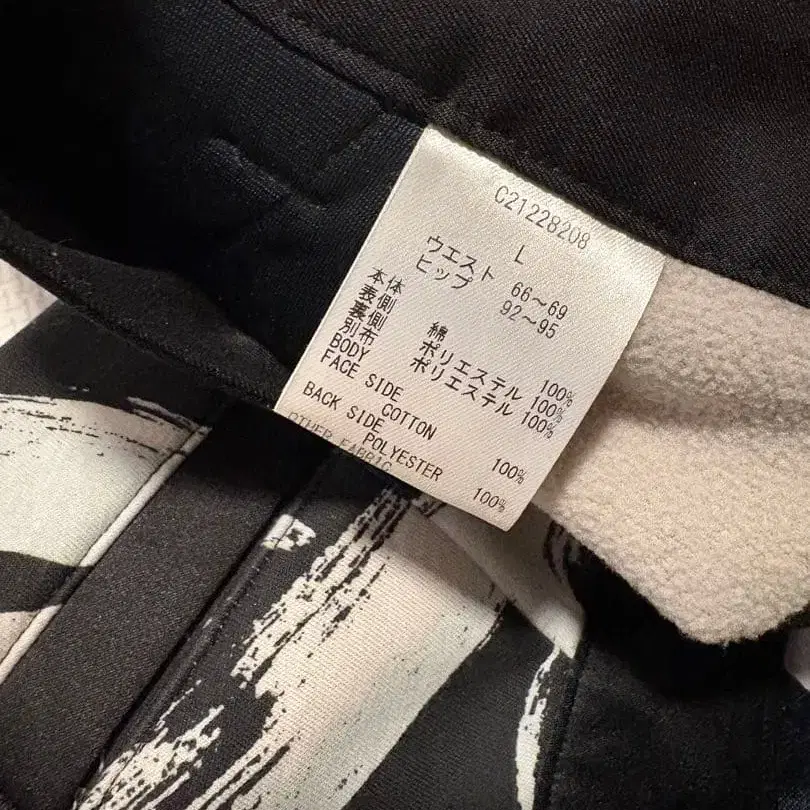 C21228208
L
ウエスト 66～69
ヒップ 92～95
本体
表側 綿 100%
裏側 ポリエステル 100%
別布 ポリエステル 100%
BODY
FACE SIDE
COTTON 100%
BACK SIDE
POLYESTER 100%
OTHER FABRIC